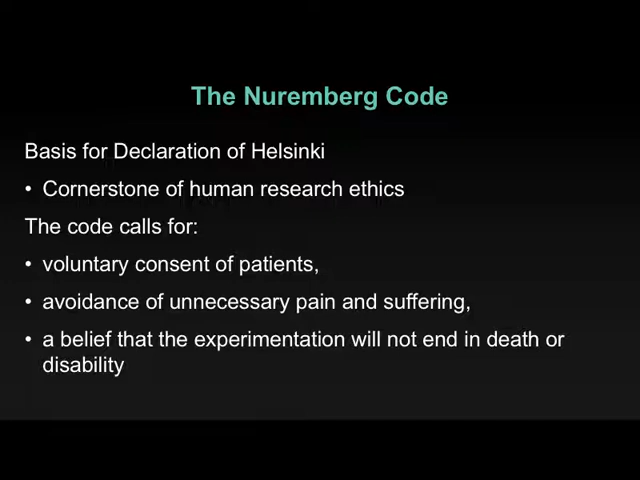 The Nuremberg Code
Basis for Declaration of Helsinki
• Cornerstone of human research ethics
The code calls for:
• voluntary consent of patients,
• avoidance of unnecessary pain and suffering,
• a belief that the experimentation will not end in death or
disability